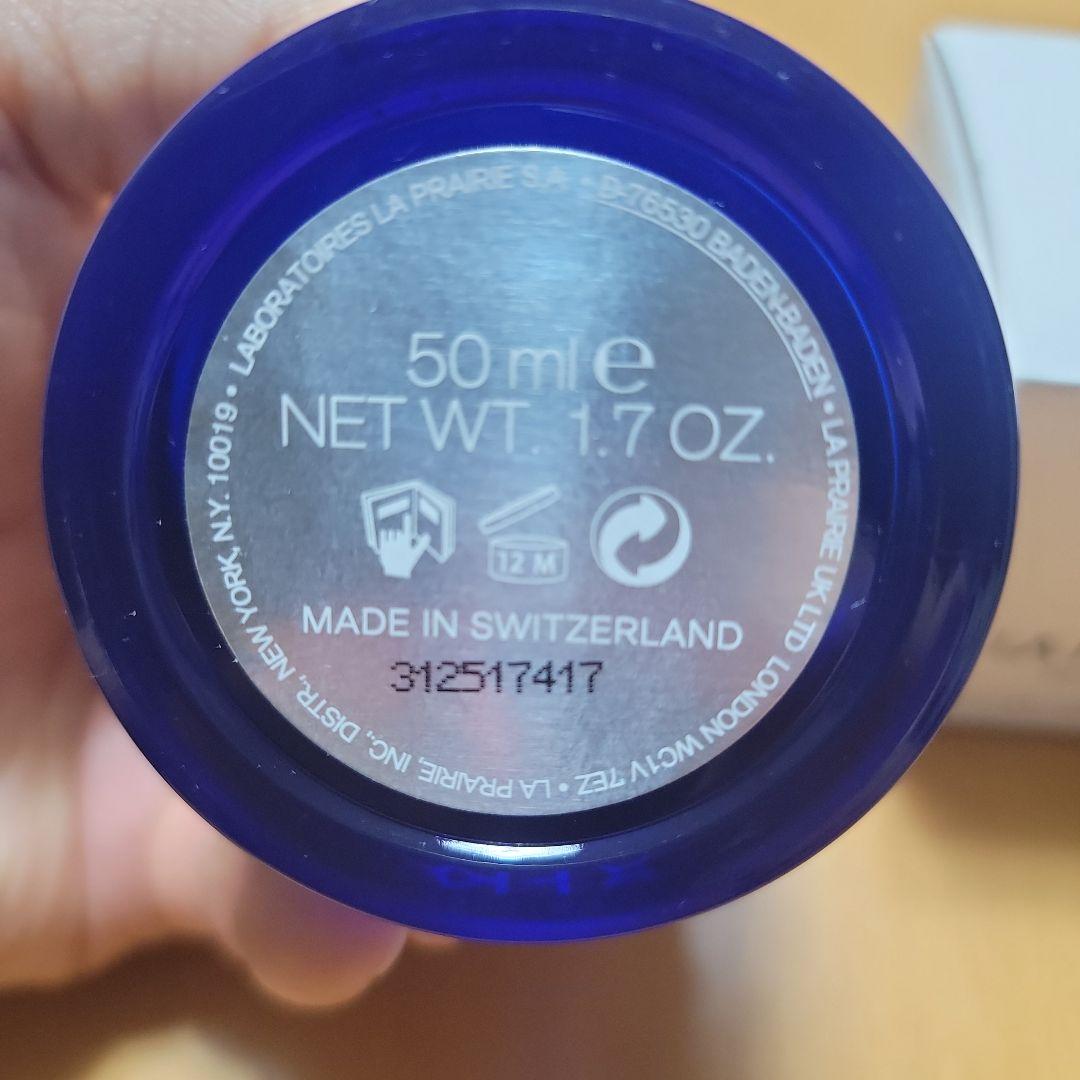 50 ml e
NET WT. 1.7 OZ.
12 M
MADE IN SWITZERLAND
312517417
LABORATOIRES LA PRAIRIE S.A. • D-76530 BADEN-BADEN • LA PRAIRIE UK LTD LONDON WC1V 7EZ • LA PRAIRIE, INC., DISTR., NEW YORK, N.Y. 10019 •